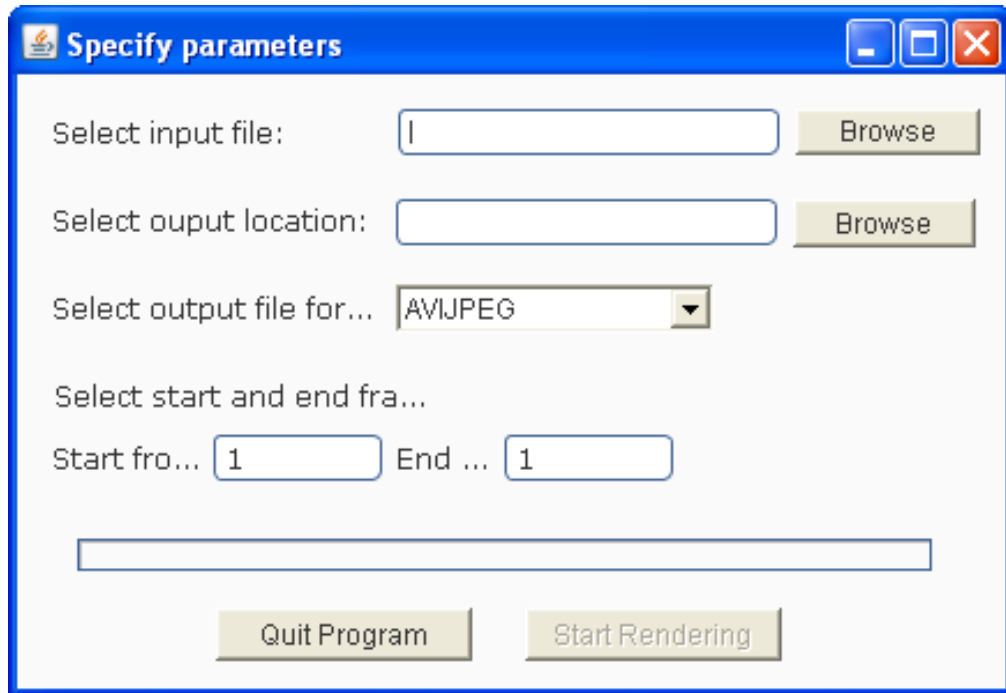 Specify parameters
Select input file: Browse
Select ouput location: Browse
Select output file for... AVIJPEG
Select start and end fra...
Start fro... 1 End ... 1
Quit Program Start Rendering